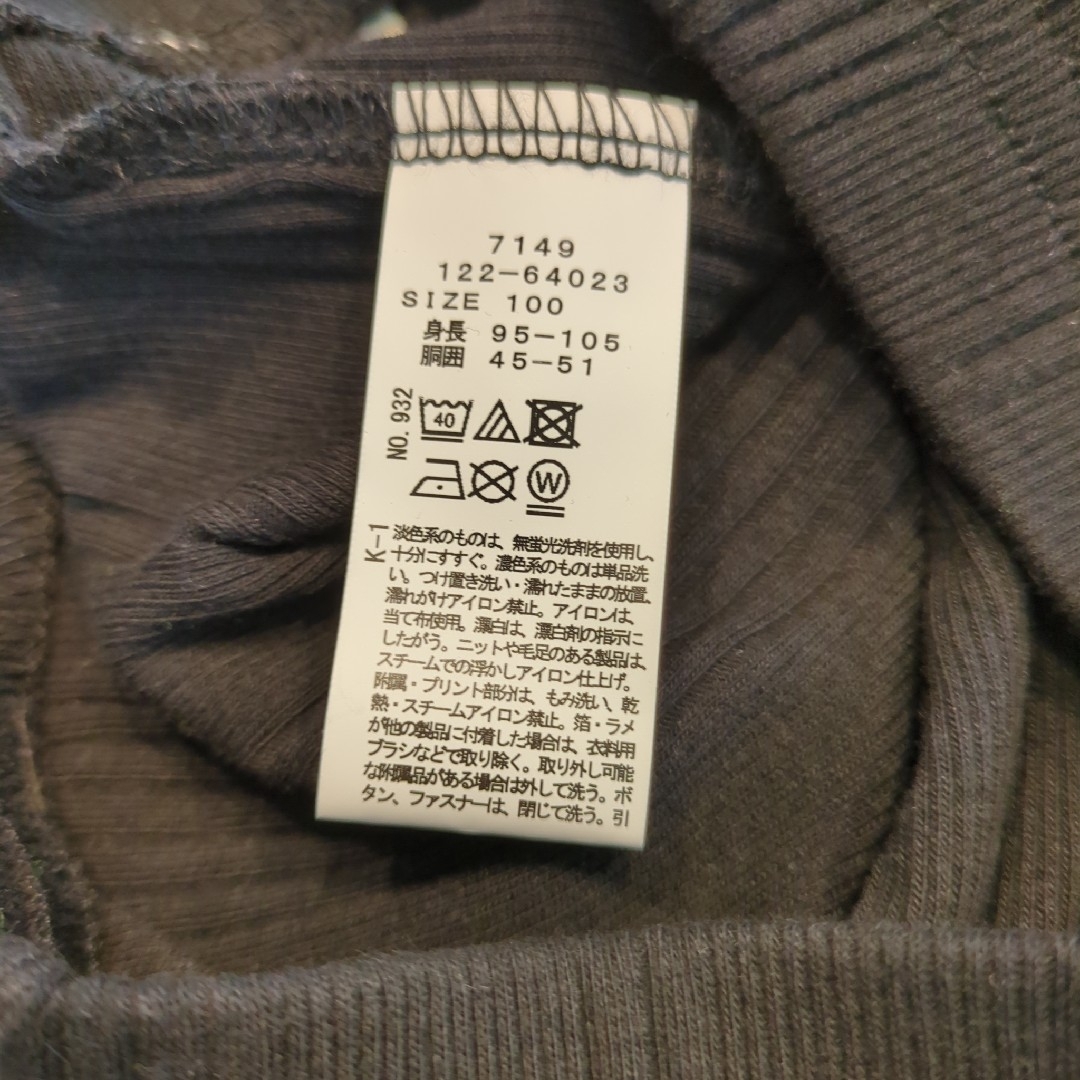 7149
122-64023
SIZE 100
身長 95-105
胴囲 45-51
NO. 932
40
W
K-1
淡色系のものは、無蛍光洗剤を使用し、
十分にすすぐ。濃色系のものは単品洗
い。つけ置き洗い・濡れたままの放置、
濡れがけアイロン禁止。アイロンは、
当て布使用。漂白は、漂白剤の指示に
したがう。ニットや毛足のある製品は、
スチームでの浮かしアイロン仕上げ。
附属・プリント部分は、もみ洗い、乾
熱・スチームアイロン禁止。箔・ラメ
が他の製品に付着した場合は、衣料用
ブラシなどで取り除く。取り外し可能
な附属品がある場合は外して洗う。ボ
タン、ファスナーは、閉じて洗う。引